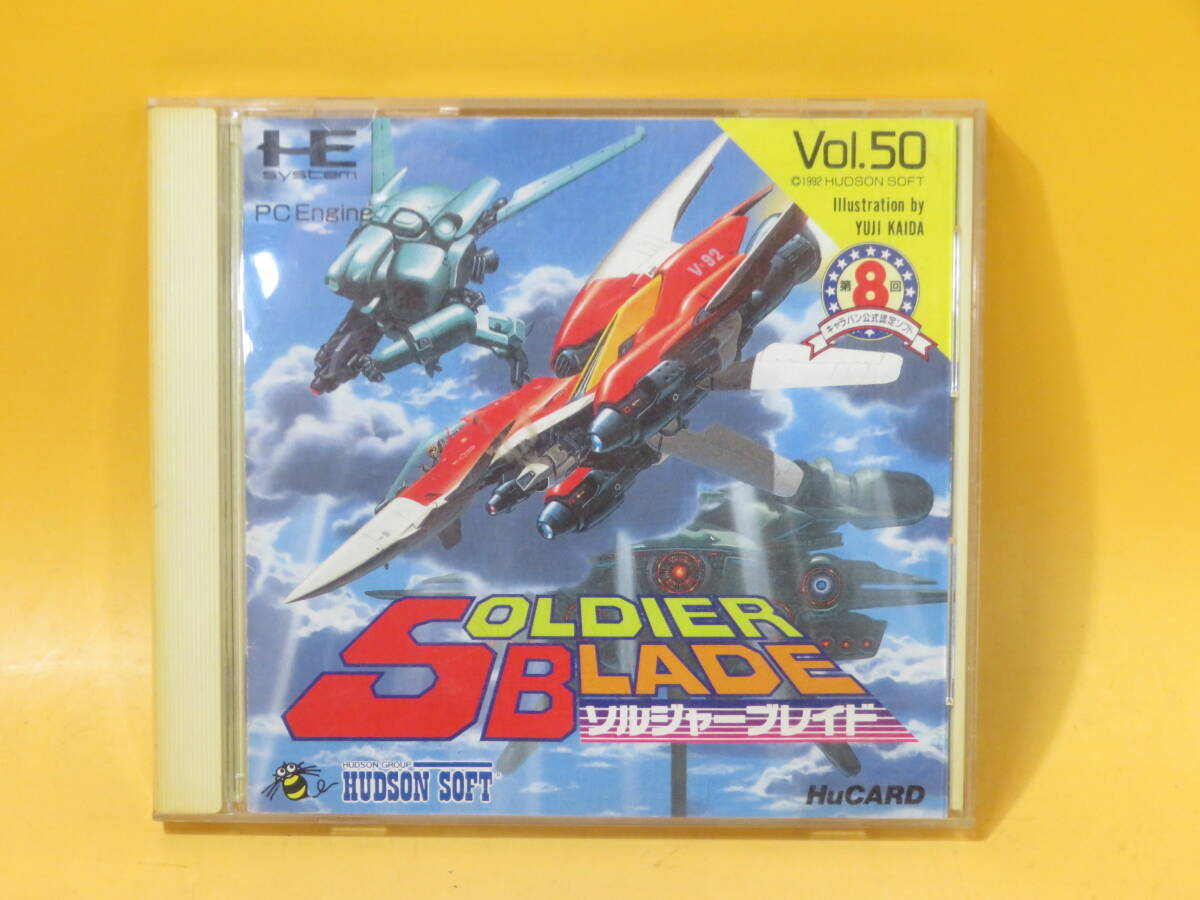 HE
system
PC Engine
Vol.50
©1992 HUDSON SOFT
Illustration by
YUJI KAIDA
第8回
キャラバン公式認定ソフト
V-92
SOLDIER
BLADE
ソルジャーブレイド
HUDSON GROUP
HUDSON SOFT
HuCARD